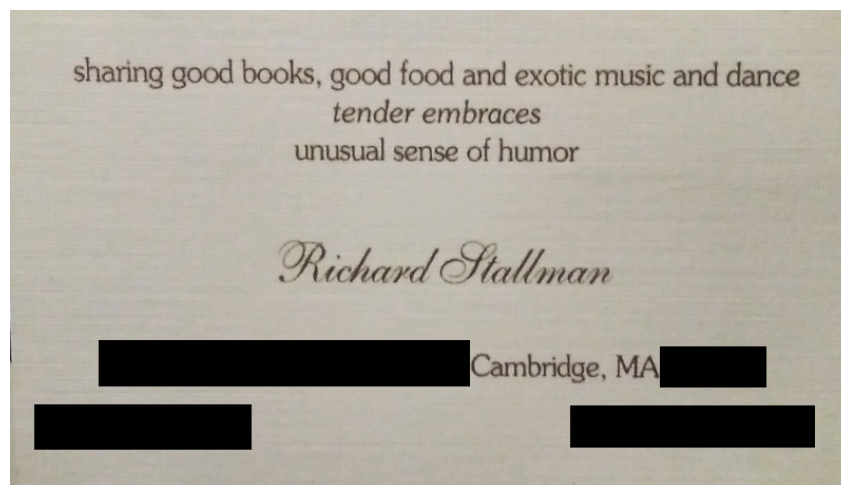 sharing good books, good food and exotic music and dance
tender embraces
unusual sense of humor
Richard Stallman
Cambridge, MA